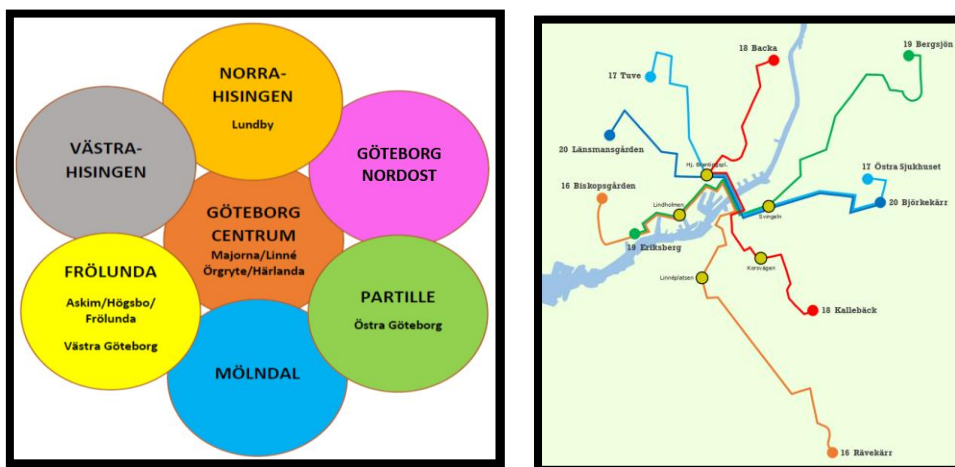 NORRA-
HISINGEN
Lundby
VÄSTRA-
HISINGEN
GÖTEBORG
NORDOST
GÖTEBORG
CENTRUM
Majorna/Linné
Örgryte/Härlanda
FRÖLUNDA
Askim/Högsbo/
Frölunda
Västra Göteborg
PARTILLE
Östra Göteborg
MÖLNDAL
18 Backa
19 Bergsjön
17 Tuve
20 Länsmansgården
16 Biskopsgården
17 Östra Sjukhuset
20 Björkekärr
Lindholmen
Svingeln
19 Eriksberg
Linnéplatsen
Korsvägen
18 Kallebäck
16 Rävekärr